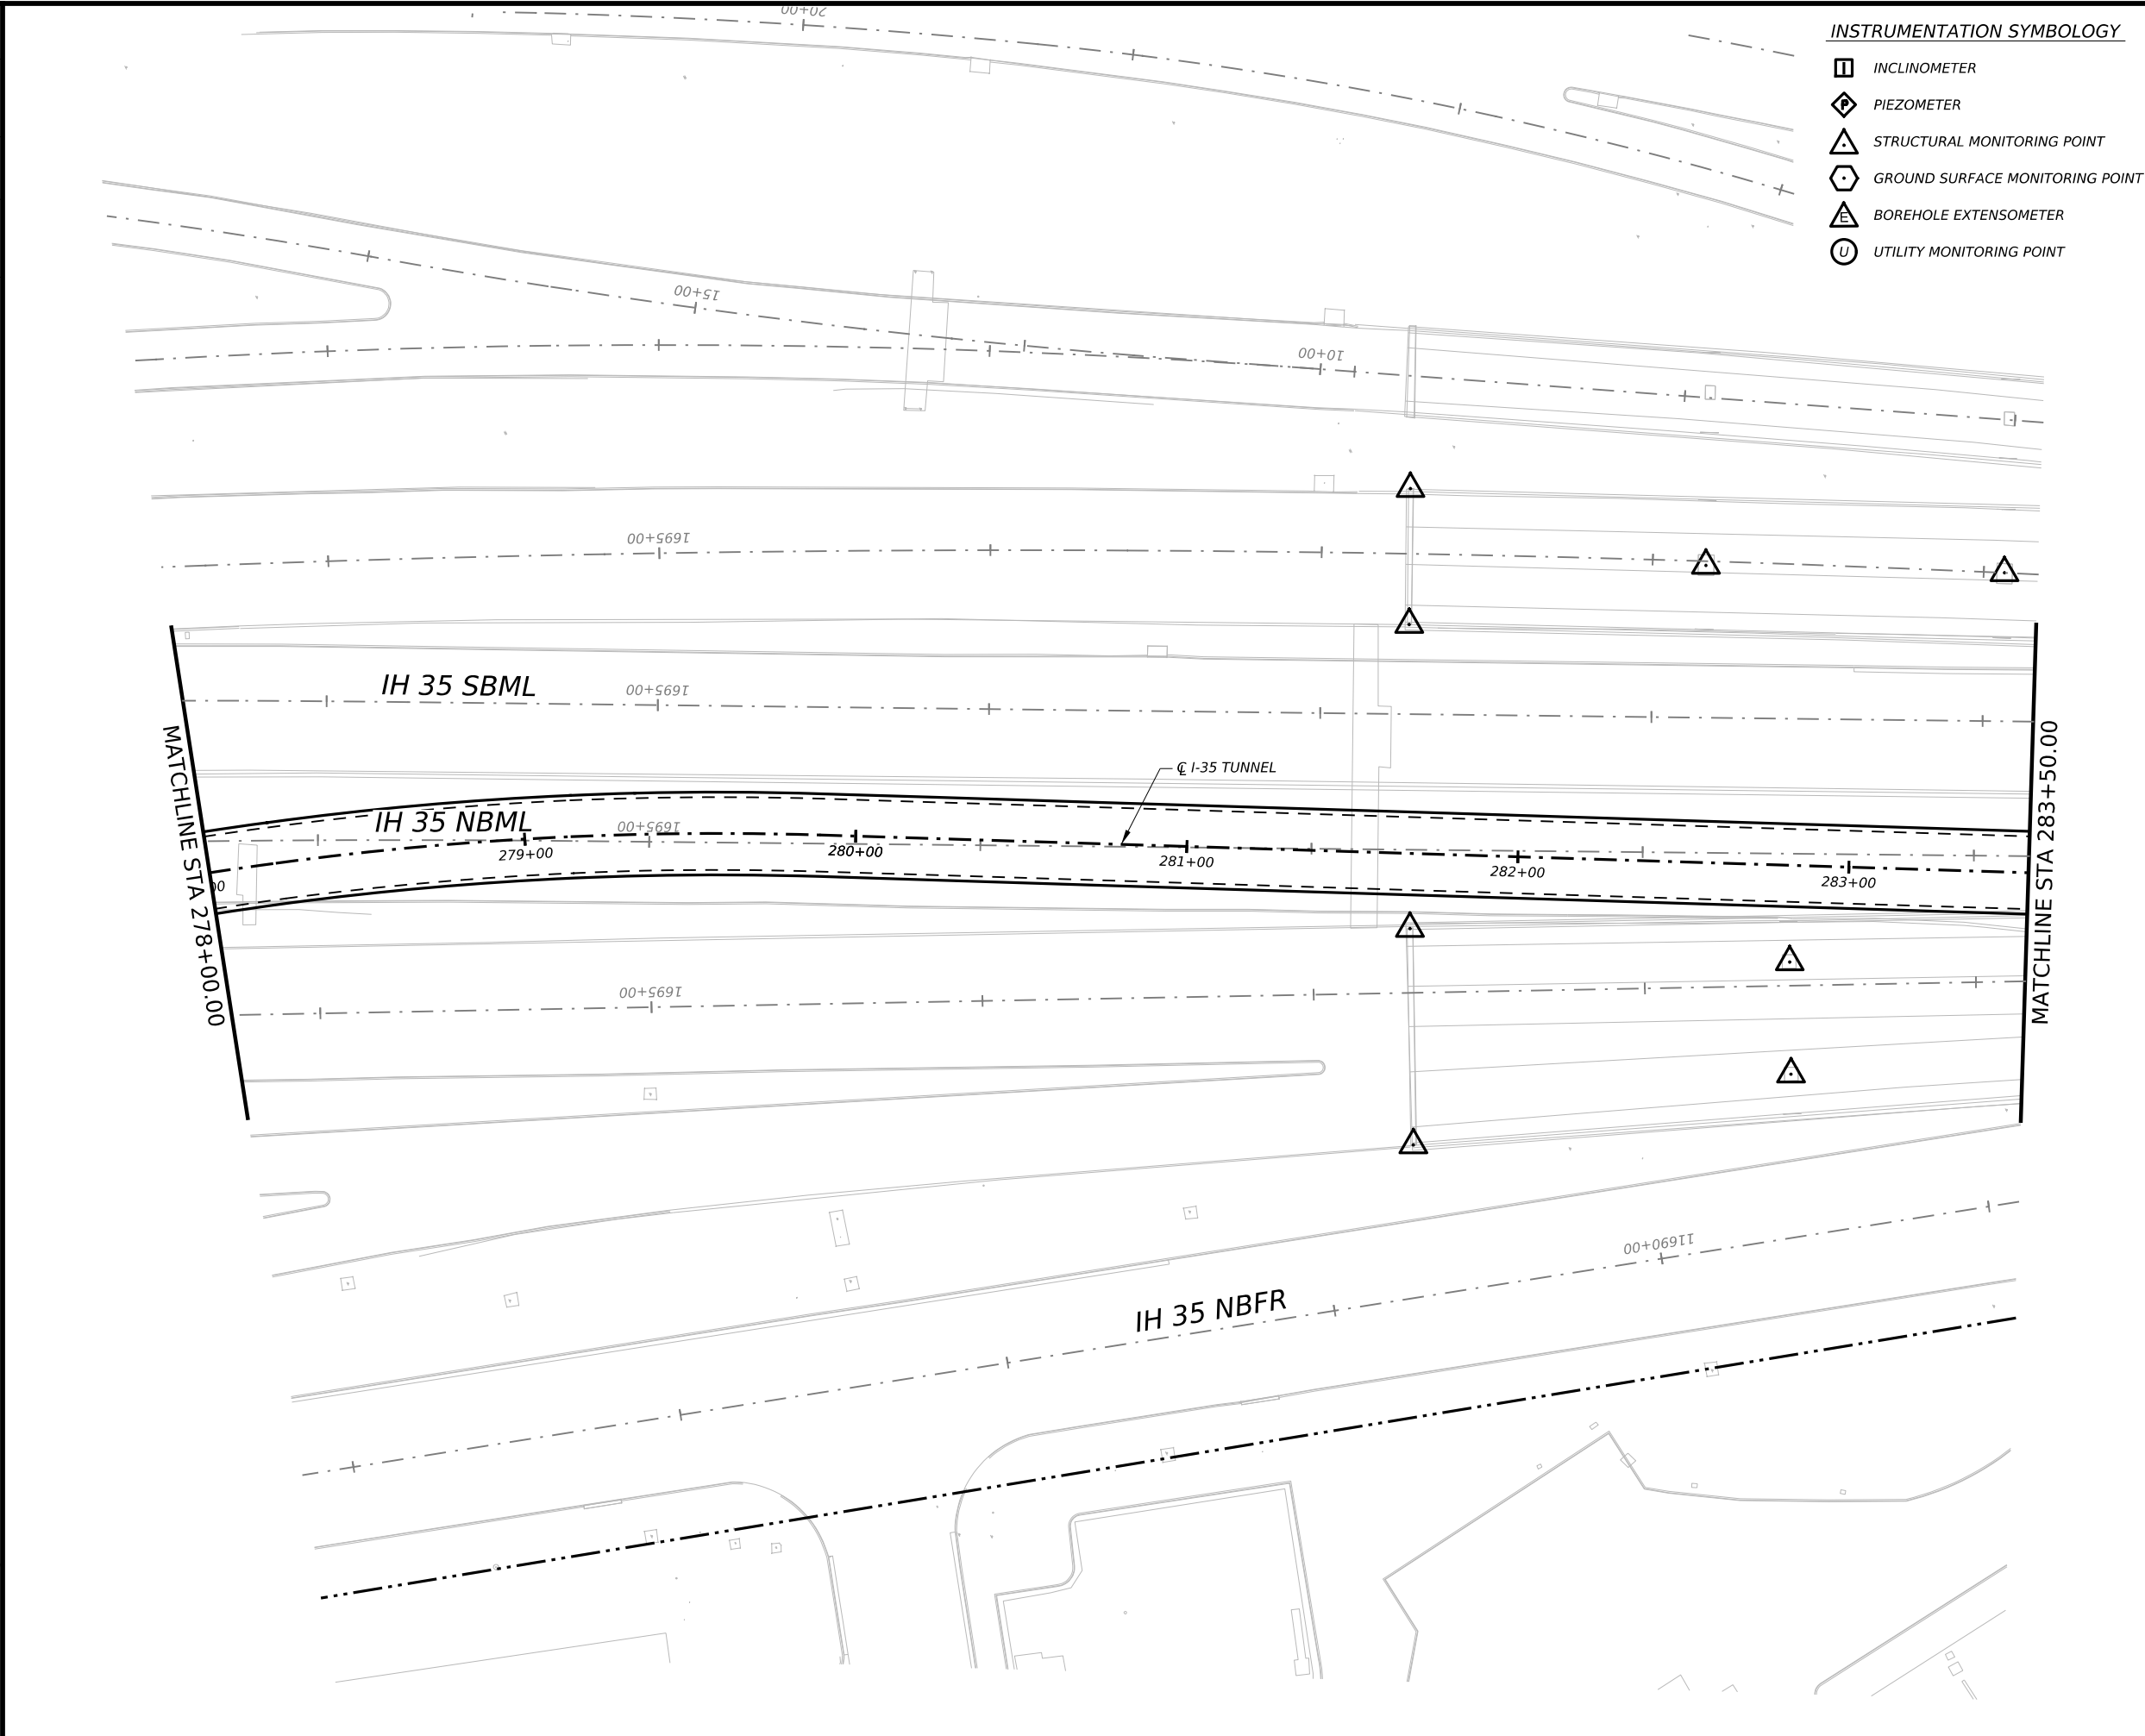 20+00
INSTRUMENTATION SYMBOLOGY
I INCLINOMETER
P PIEZOMETER
STRUCTURAL MONITORING POINT
GROUND SURFACE MONITORING POINT
E BOREHOLE EXTENSOMETER
U UTILITY MONITORING POINT
15+00
10+00
1695+00
IH 35 SBML
1695+00
MATCHLINE STA 278+00.00
MATCHLINE STA 283+50.00
℄ I-35 TUNNEL
IH 35 NBML
1695+00
279+00
280+00
281+00
282+00
283+00
00
1695+00
11690+00
IH 35 NBFR